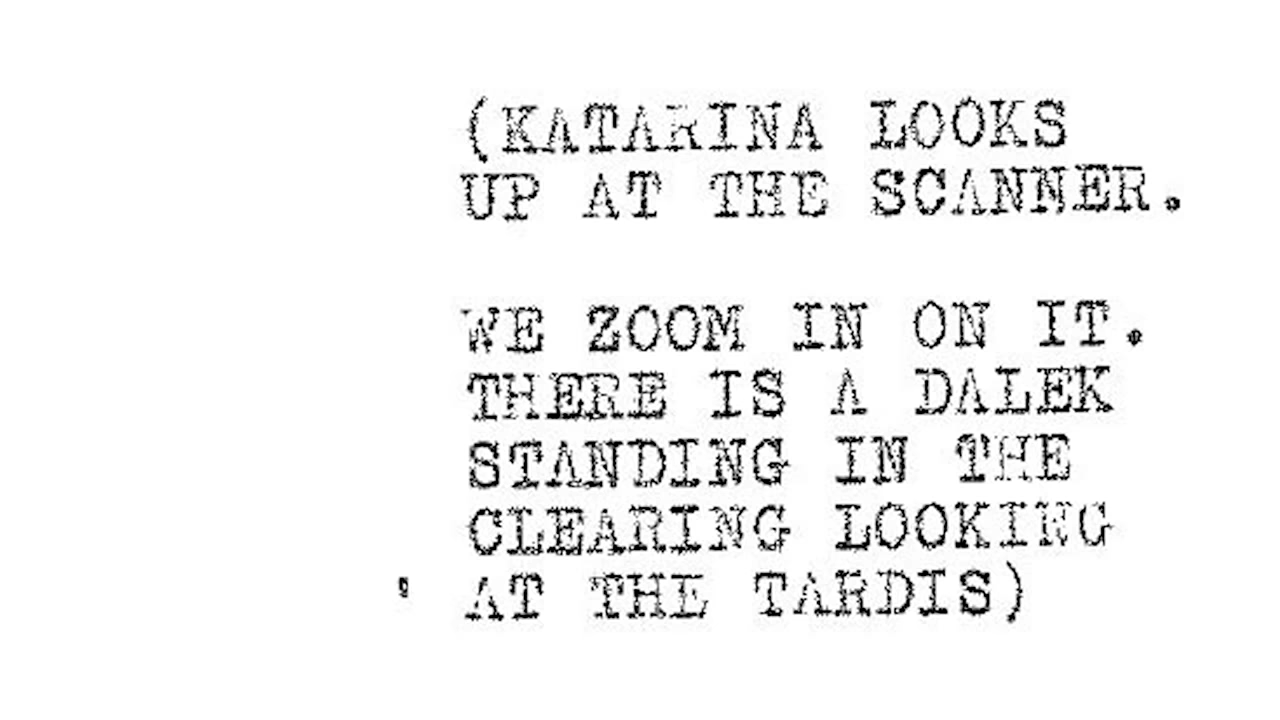 (KATARINA LOOKS
UP AT THE SCANNER.
WE ZOOM IN ON IT.
THERE IS A DALEK
STANDING IN THE
CLEARING LOOKING
AT THE TARDIS)